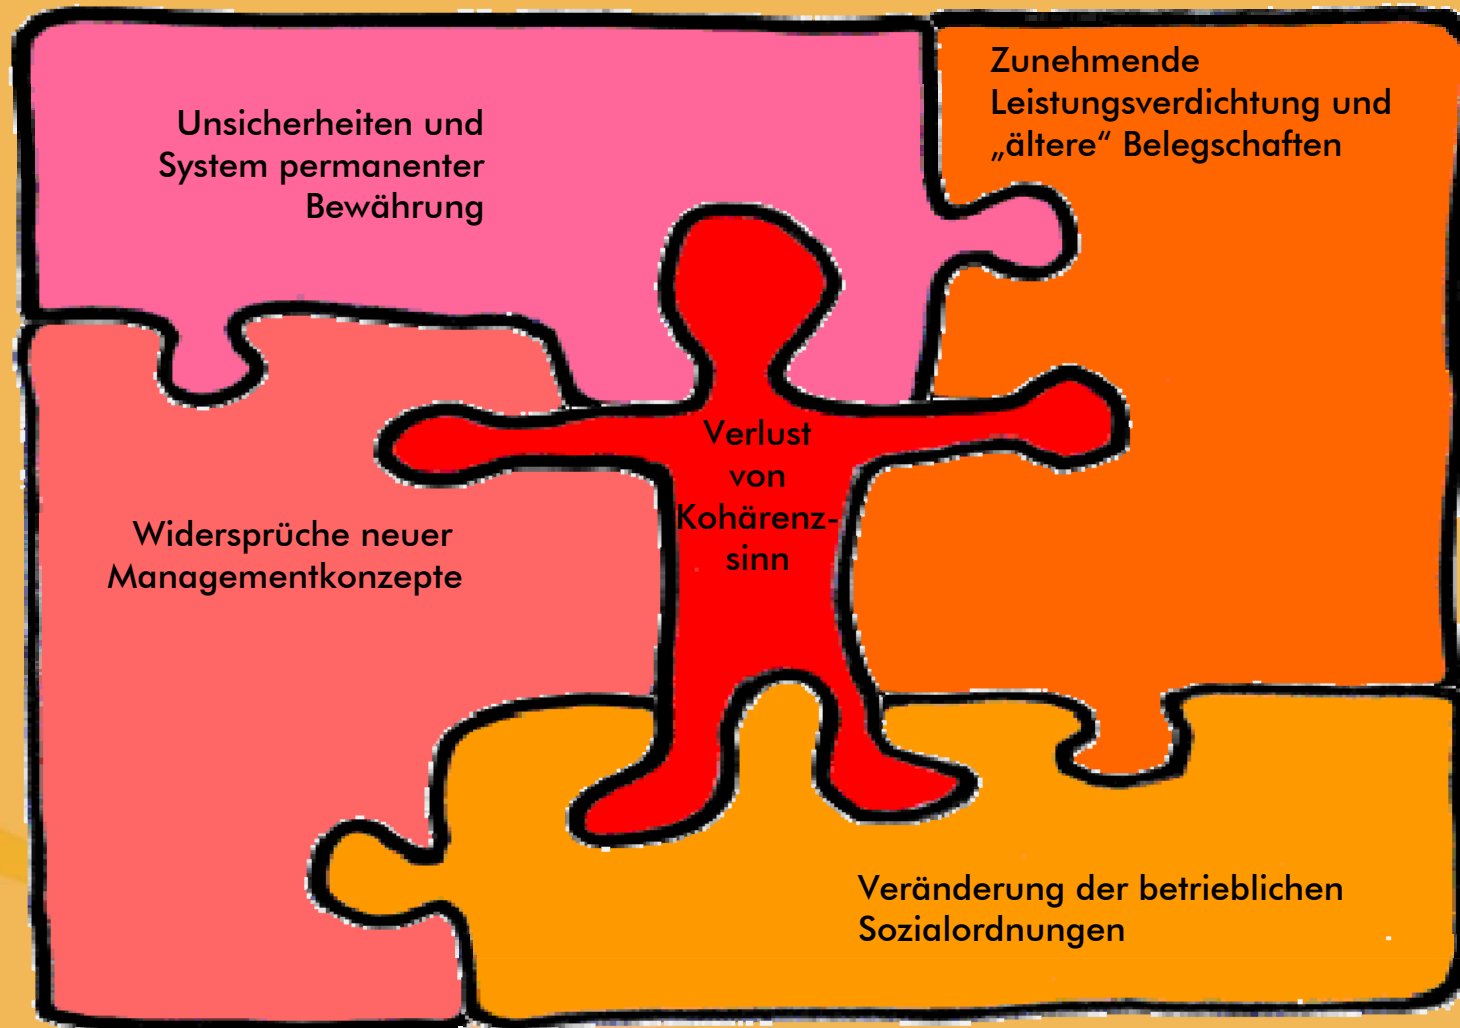 Unsicherheiten und
System permanenter
Bewährung
Zunehmende
Leistungsverdichtung und
„ältere“ Belegschaften
Verlust
von
Kohärenz-
sinn
Widersprüche neuer
Managementkonzepte
Veränderung der betrieblichen
Sozialordnungen